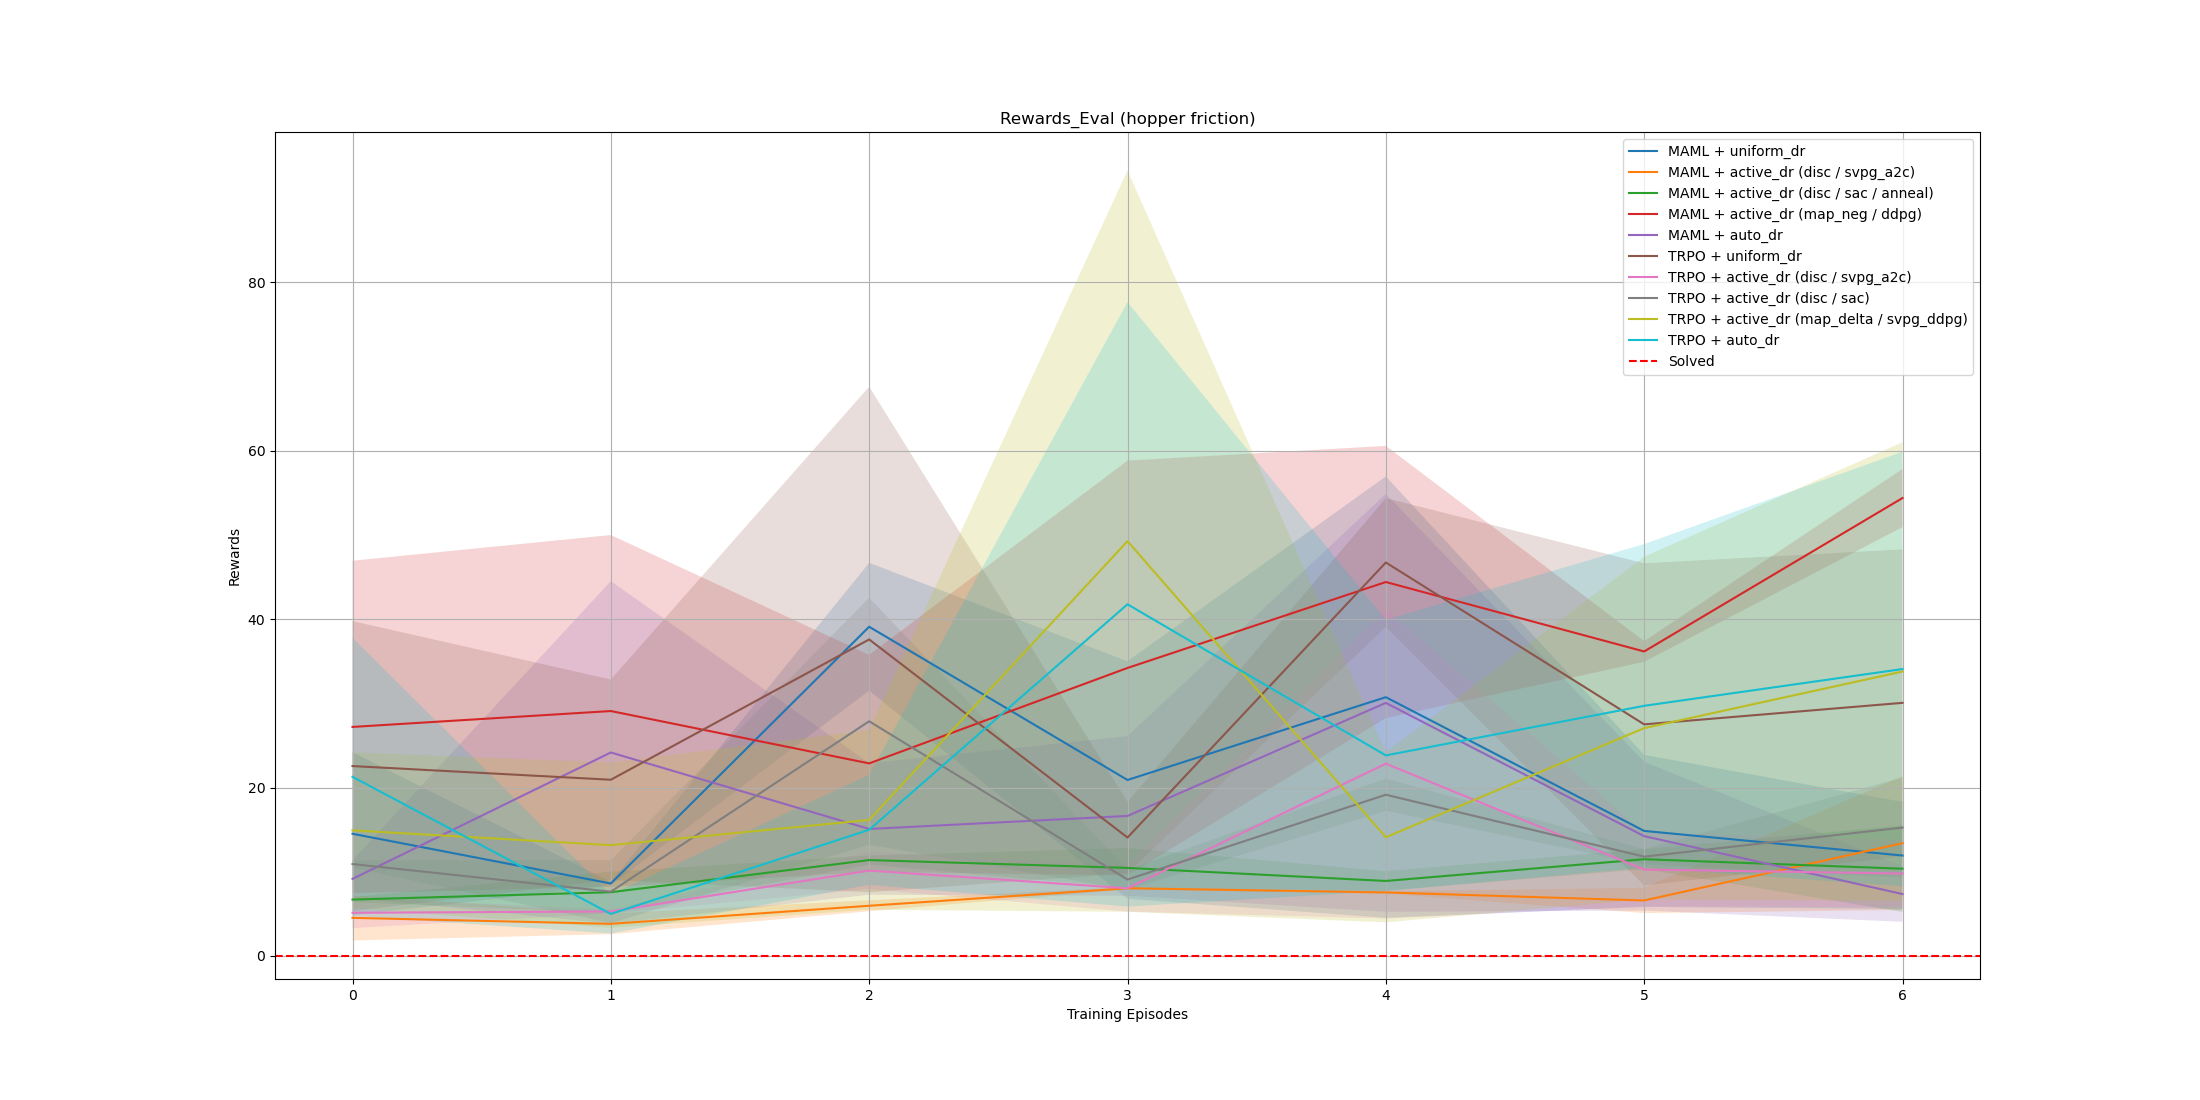 Rewards_Eval (hopper friction)
MAML + uniform_dr
MAML + active_dr (disc / svpg_a2c)
MAML + active_dr (disc / sac / anneal)
MAML + active_dr (map_neg / ddpg)
MAML + auto_dr
TRPO + uniform_dr
TRPO + active_dr (disc / svpg_a2c)
TRPO + active_dr (disc / sac)
TRPO + active_dr (map_delta / svpg_ddpg)
TRPO + auto_dr
Solved
80
60
40
20
0
Rewards
0 1 2 3 4 5 6
Training Episodes